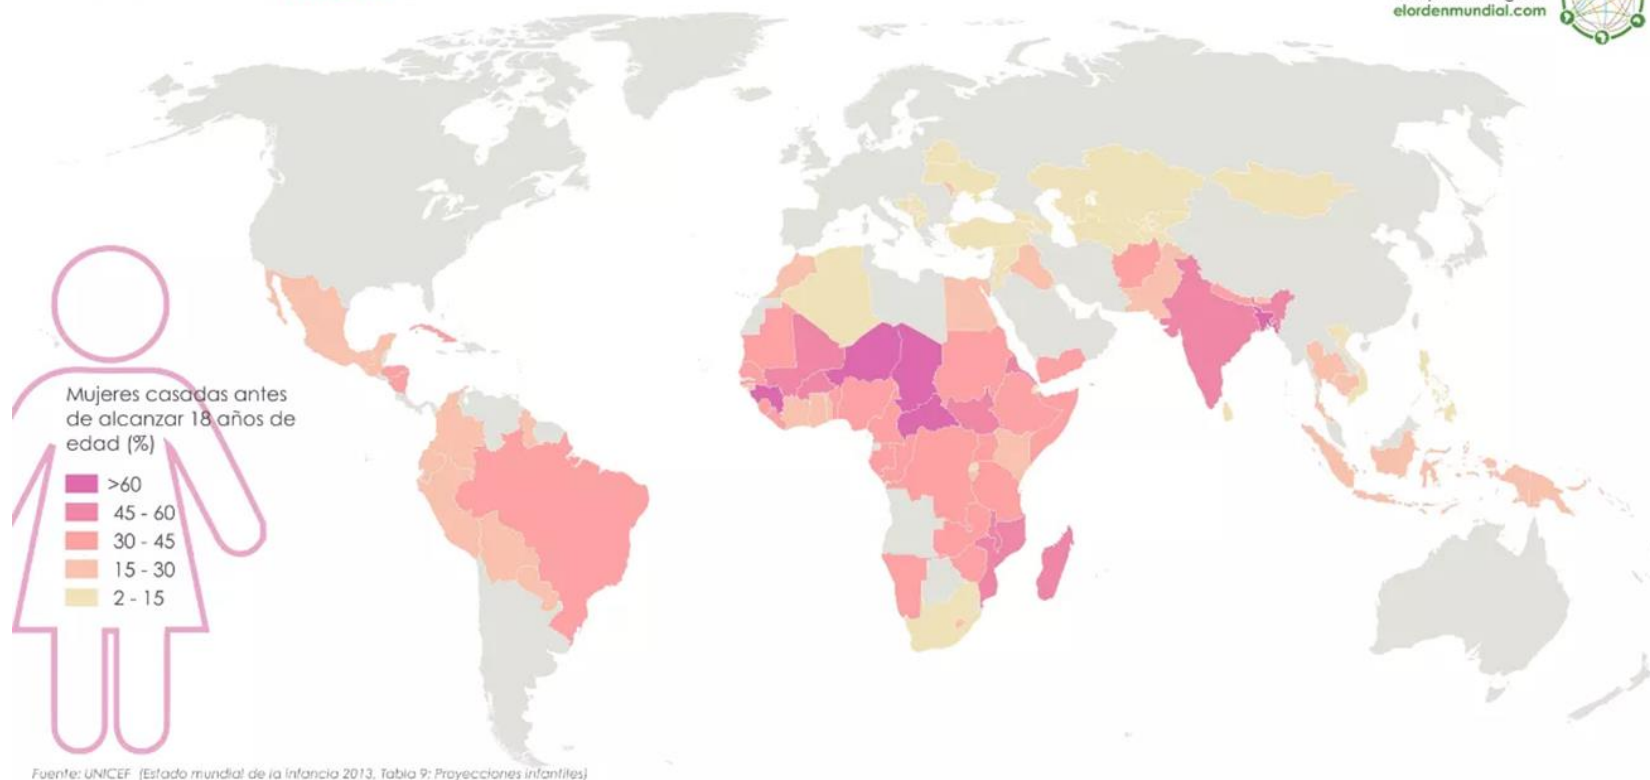 elordenmundial.com
Mujeres casadas antes
de alcanzar 18 años de
edad (%)
>60
45 - 60
30 - 45
15 - 30
2 - 15
Fuente: UNICEF (Estado mundial de la infancia 2013, Tabla 9: Proyecciones infantiles)